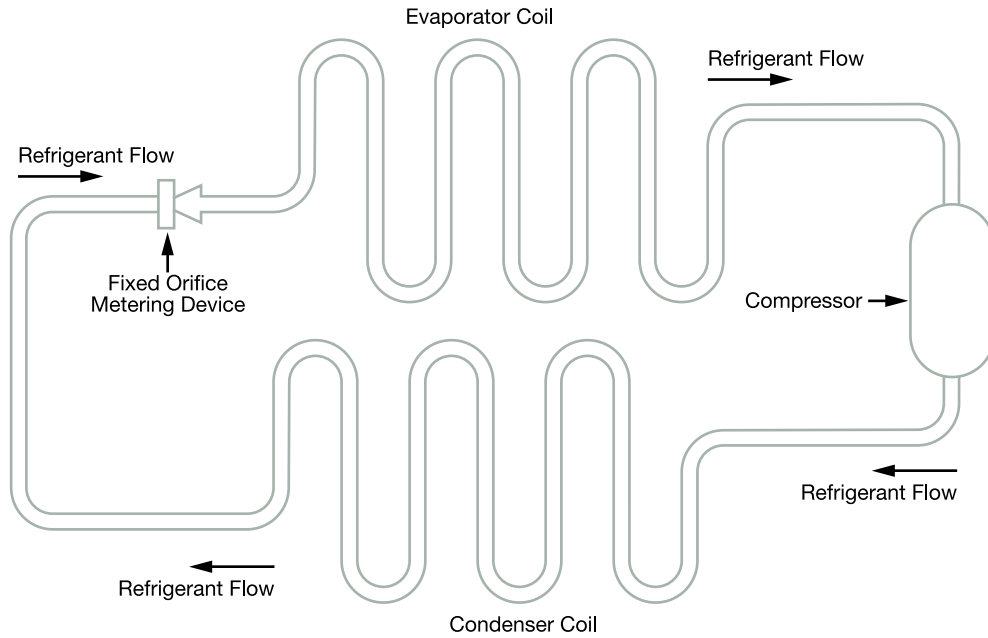 Evaporator Coil
Refrigerant Flow
Refrigerant Flow
Fixed Orifice
Metering Device
Compressor
Refrigerant Flow
Refrigerant Flow
Condenser Coil